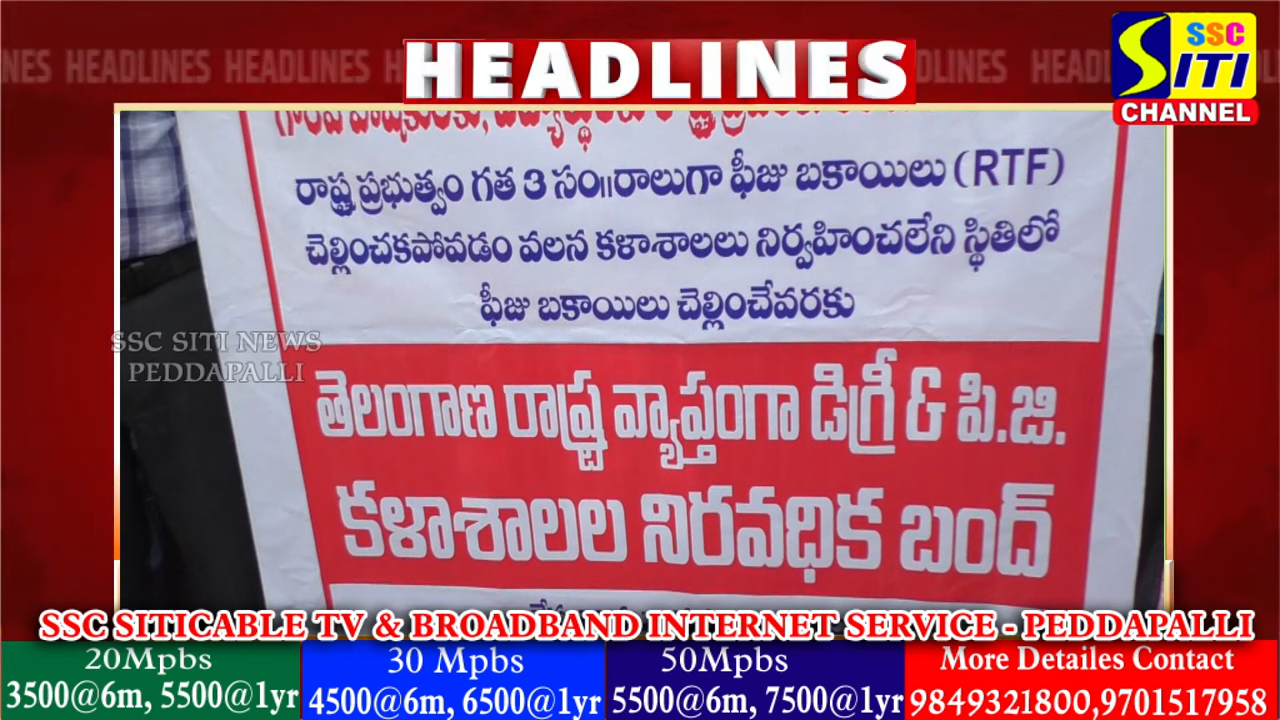 HEADLINES
SSC
SITI
CHANNEL
రాష్ట్ర ప్రభుత్వం గత 3 సం||రాలుగా ఫీజు బకాయిలు (RTF)
చెల్లించకపోవడం వలన కళాశాలలు నిర్వహించలేని స్థితిలో
ఫీజు బకాయిలు చెల్లించేవరకు
SSC SITI NEWS
PEDDAPALLI
తెలంగాణ రాష్ట్ర వ్యాప్తంగా డిగ్రీ & పి.జి.
కళాశాలల నిరవధిక బంద్
SSC SITICABLE TV & BROADBAND INTERNET SERVICE - PEDDAPALLI
20Mpbs
3500@6m, 5500@1yr
30 Mpbs
4500@6m, 6500@1yr
50Mpbs
5500@6m, 7500@1yr
More Detailes Contact
9849321800,9701517958